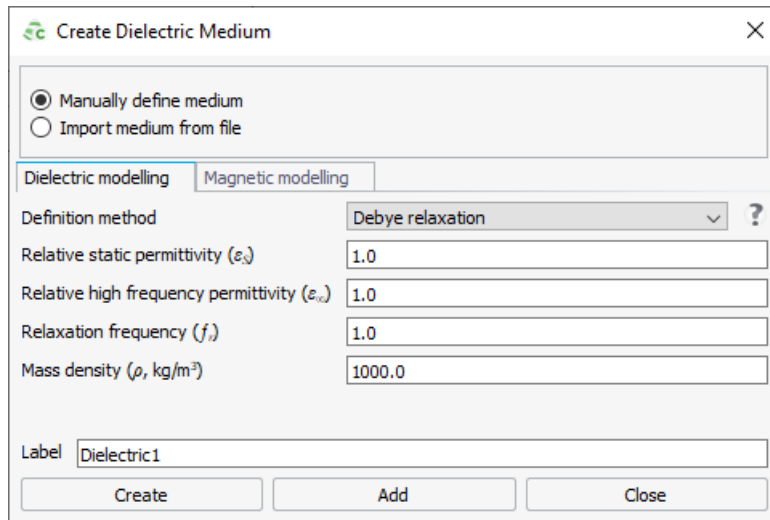 Create Dielectric Medium
Manually define medium
Import medium from file
Dielectric modelling Magnetic modelling
Definition method Debye relaxation ?
Relative static permittivity (εₛ) 1.0
Relative high frequency permittivity (ε∞) 1.0
Relaxation frequency (fᵣ) 1.0
Mass density (ρ, kg/m³) 1000.0
Label Dielectric1
Create Add Close